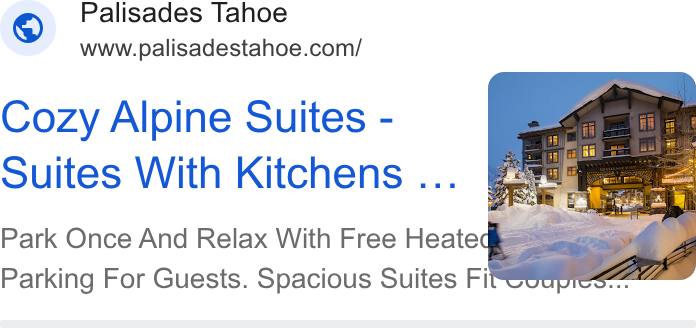 Palisades Tahoe
www.palisadestahoe.com/
Cozy Alpine Suites -
Suites With Kitchens ...
Park Once And Relax With Free Heated
Parking For Guests. Spacious Suites Fit Couples...